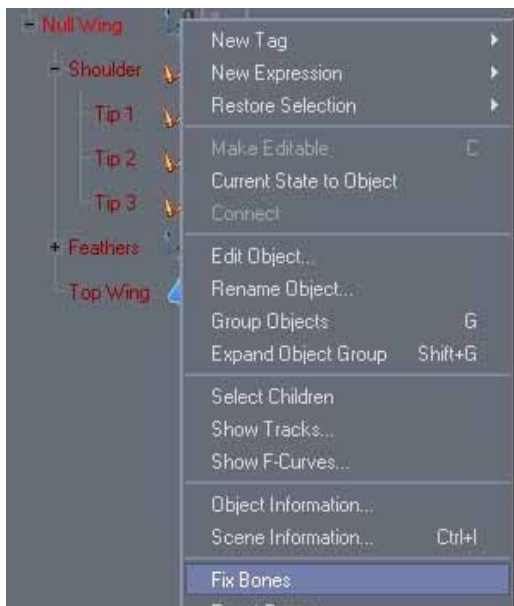 Null Wing
Shoulder
Tip 1
Tip 2
Tip 3
Feathers
Top Wing
New Tag
New Expression
Restore Selection
Make Editable C
Current State to Object
Connect
Edit Object...
Rename Object...
Group Objects G
Expand Object Group Shift+G
Select Children
Show Tracks...
Show F-Curves...
Object Information...
Scene Information... Ctrl+I
Fix Bones